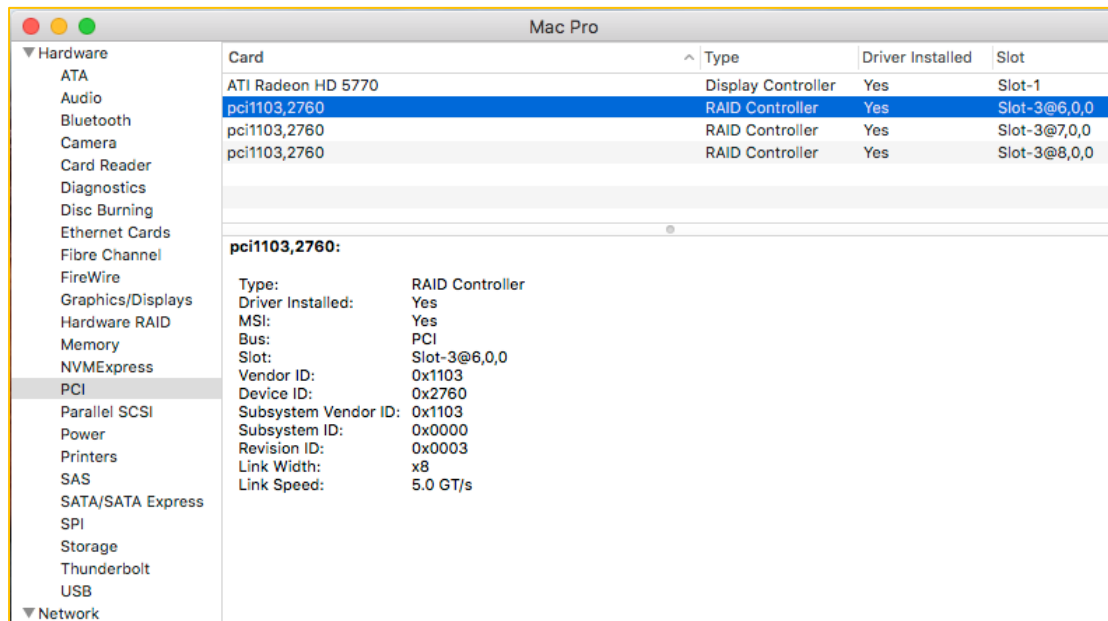 Mac Pro
Hardware
ATA
Audio
Bluetooth
Camera
Card Reader
Diagnostics
Disc Burning
Ethernet Cards
Fibre Channel
FireWire
Graphics/Displays
Hardware RAID
Memory
NVMExpress
PCI
Parallel SCSI
Power
Printers
SAS
SATA/SATA Express
SPI
Storage
Thunderbolt
USB
Network
Card Type Driver Installed Slot
ATI Radeon HD 5770 Display Controller Yes Slot-1
pci1103,2760 RAID Controller Yes Slot-3@6,0,0
pci1103,2760 RAID Controller Yes Slot-3@7,0,0
pci1103,2760 RAID Controller Yes Slot-3@8,0,0
pci1103,2760:
Type: RAID Controller
Driver Installed: Yes
MSI: Yes
Bus: PCI
Slot: Slot-3@6,0,0
Vendor ID: 0x1103
Device ID: 0x2760
Subsystem Vendor ID: 0x1103
Subsystem ID: 0x0000
Revision ID: 0x0003
Link Width: x8
Link Speed: 5.0 GT/s